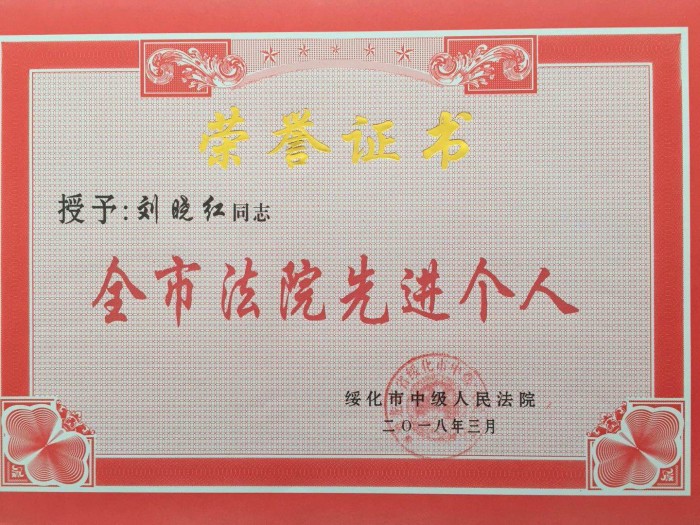 荣誉证书
授予:刘晓红同志
全市法院先进个人
绥化市中级人民法院
二〇一八年三月